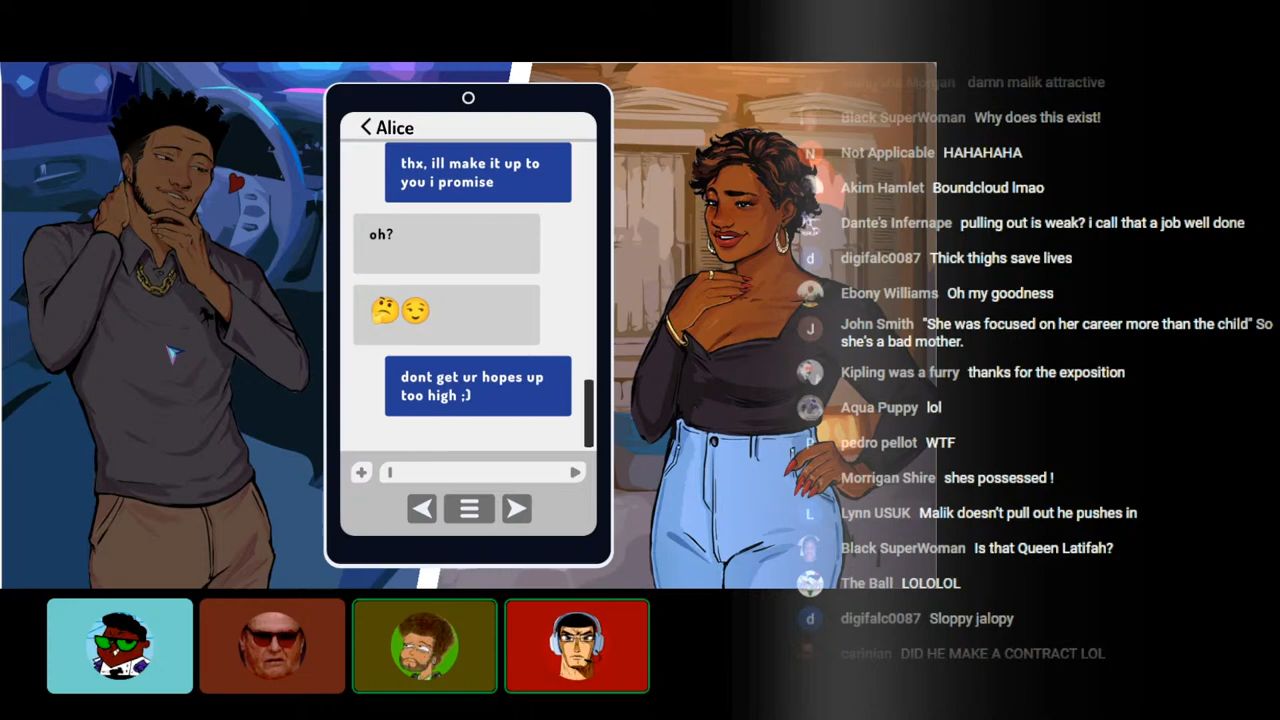 Alice
thx, ill make it up to
you i promise
oh?
dont get ur hopes up
too high ;)
Morgan damn malik attractive
Black SuperWoman Why does this exist!
N Not Applicable HAHAHAHA
Akim Hamlet Boundcloud lmao
Dante's Infernape pulling out is weak? i call that a job well done
d digifalc0087 Thick thighs save lives
Ebony Williams Oh my goodness
J John Smith "She was focused on her career more than the child" So
she's a bad mother.
Kipling was a furry thanks for the exposition
Aqua Puppy lol
P pedro pellot WTF
Morrigan Shire shes possessed !
L Lynn USUK Malik doesn't pull out he pushes in
Black SuperWoman Is that Queen Latifah?
The Ball LOLOLOL
d digifalc0087 Sloppy jalopy
DID HE MAKE A CONTRACT LOL